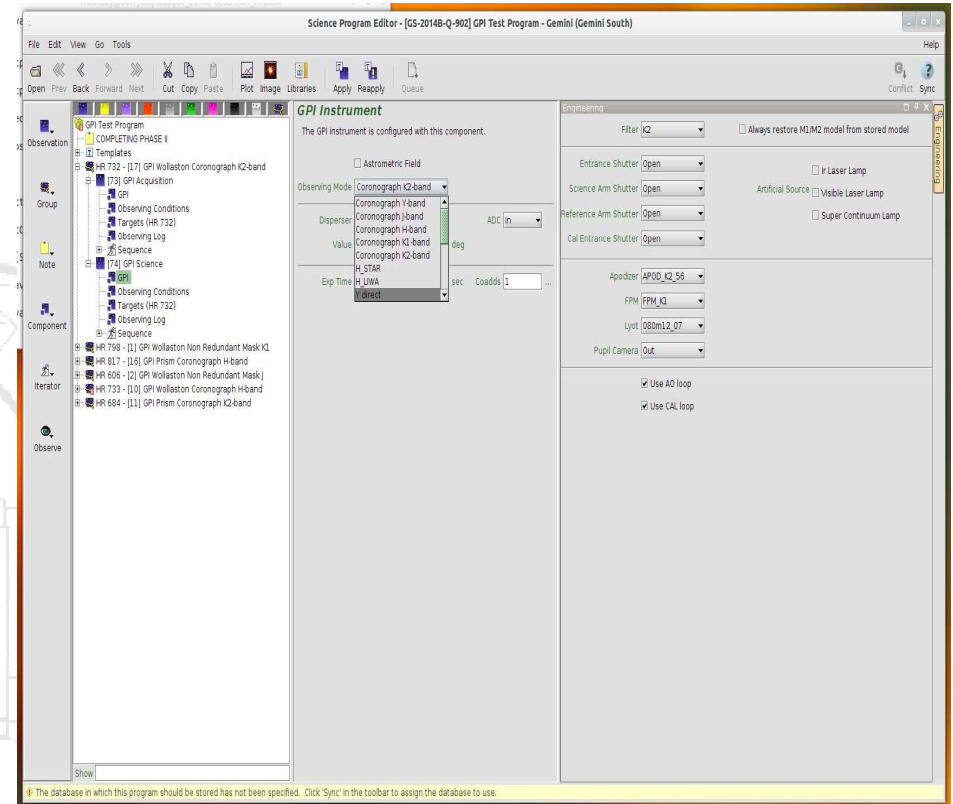 Science Program Editor - [GS-2014B-Q-902] GPI Test Program - Gemini (Gemini South)
File Edit View Go Tools Help
Open Prev Back Forward Next Cut Copy Paste Plot Image Libraries Apply Reapply Queue Conflict Sync
Observation
Group
Note
Component
Iterator
Observe
GPI Test Program
COMPLETING PHASE II
Templates
HR 732 - [17] GPI Wollaston Coronograph K2-band
[73] GPI Acquisition
GPI
Observing Conditions
Targets (HR 732)
Observing Log
Sequence
[74] GPI Science
GPI
Observing Conditions
Targets (HR 732)
Observing Log
Sequence
HR 798 - [1] GPI Wollaston Non Redundant Mask K1
HR 817 - [16] GPI Prism Coronograph H-band
HR 606 - [2] GPI Wollaston Non Redundant Mask J
HR 733 - [10] GPI Wollaston Coronograph H-band
HR 684 - [11] GPI Prism Coronograph K2-band
Show
GPI Instrument
The GPI instrument is configured with this component.
Astrometric Field
Observing Mode Coronograph K2-band
Coronograph Y-band
Coronograph J-band
Coronograph H-band
Coronograph K1-band
Coronograph K2-band
H_STAR
H_LIWA
Y direct
Disperser ADC In
Value deg
Exp Time sec Coadds 1 ...
Engineering
Filter K2 Always restore M1/M2 model from stored model
Entrance Shutter Open
Science Arm Shutter Open
Reference Arm Shutter Open
Cal Entrance Shutter Open
Artificial Source
Ir Laser Lamp
Visible Laser Lamp
Super Continuum Lamp
Apodizer APOD_K2_56
FPM FPM_K1
Lyot 080m12_07
Pupil Camera Out
Use AO loop
Use CAL loop
Engineering
The database in which this program should be stored has not been specified. Click 'Sync' in the toolbar to assign the database to use.